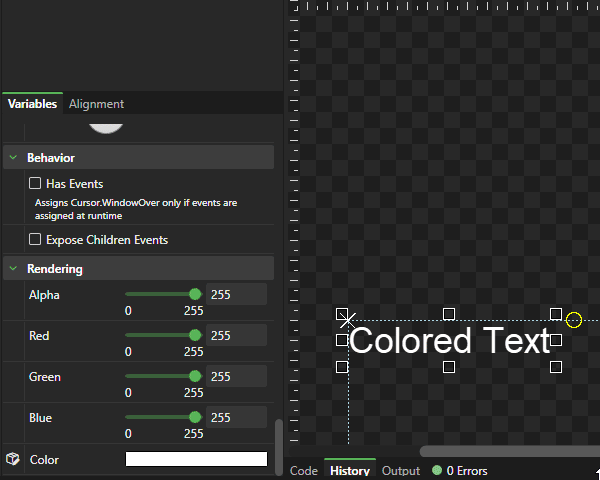 Variables Alignment
Behavior
Has Events
Assigns Cursor.WindowOver only if events are
assigned at runtime
Expose Children Events
Rendering
Alpha 255
0 255
Red 255
0 255
Green 255
0 255
Blue 255
0 255
Color
Colored Text
Code History Output 0 Errors